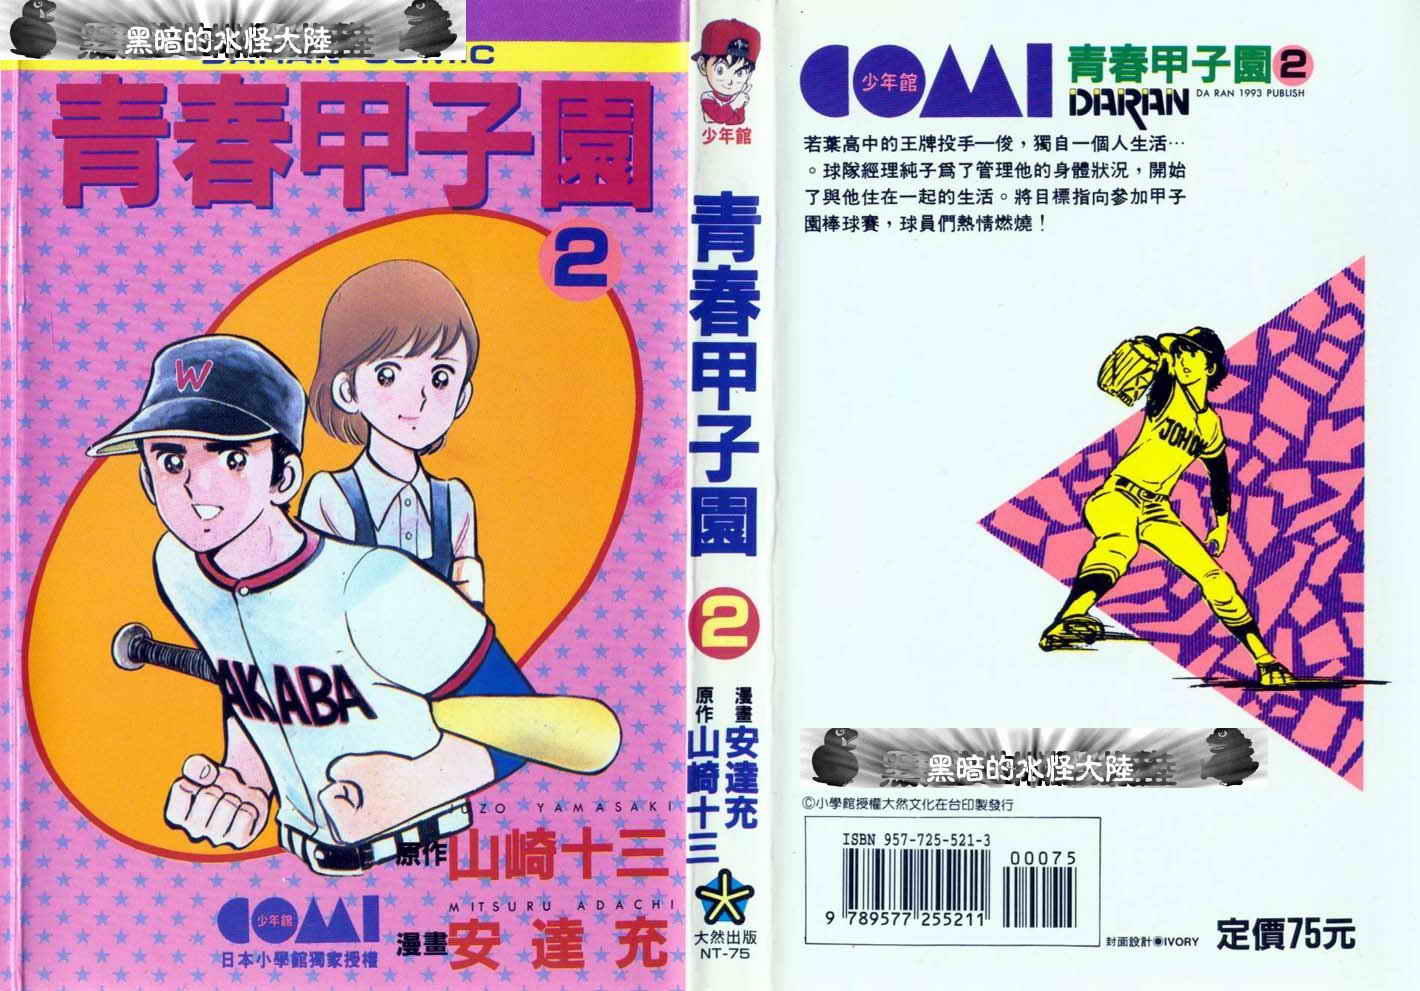 黑暗的水怪大陸
DARAN COMIC
青春甲子園
2
W
WAKABA
JUZO YAMASAKI
原作 山崎十三
MITSURU ADACHI
漫畫 安達充
COMI
少年館
日本小學館獨家授權
少年館
青春甲子園
2
漫畫 安達充
原作 山崎十三
大然出版
NT-75
COMI
少年館
青春甲子園2
DARAN
DA RAN 1993 PUBLISH
若葉高中的王牌投手一俊，獨自一個人生活…
。球隊經理純子爲了管理他的身體狀況，開始
了與他住在一起的生活。將目標指向參加甲子
園棒球賽，球員們熱情燃燒！
黑暗的水怪大陸
©小學館授權大然文化在台印製發行
ISBN 957-725-521-3
00075
9 789577 255211
封面設計◉IVORY
定價75元